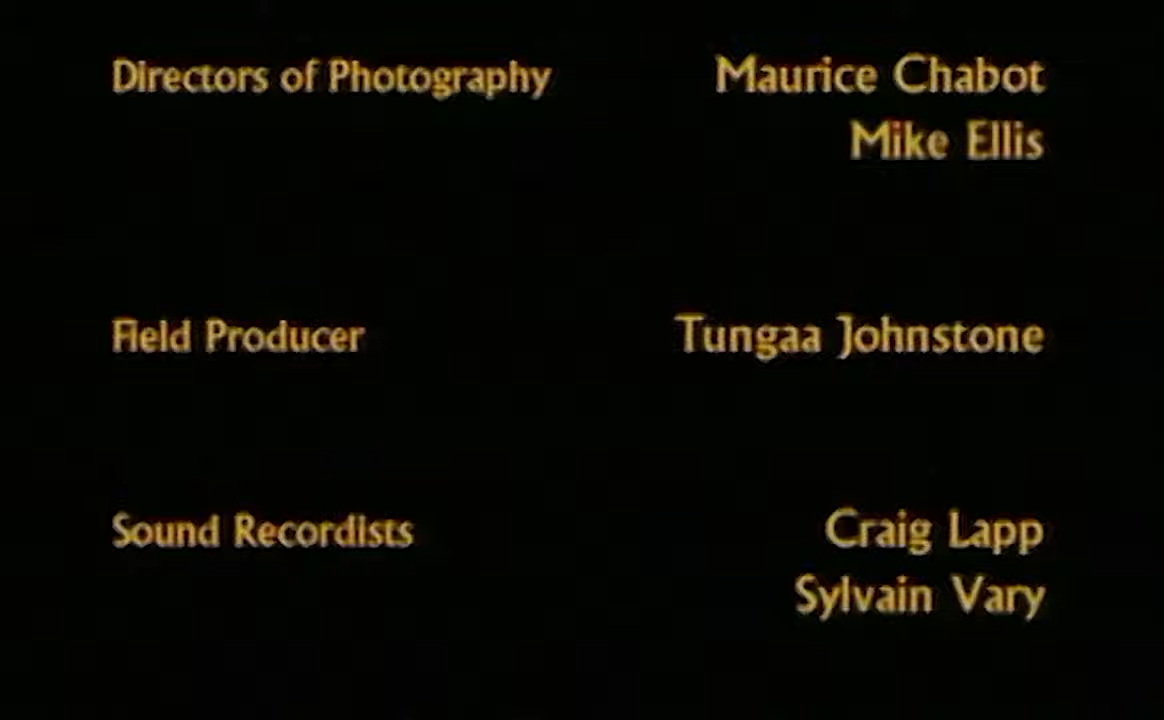 Directors of Photography Maurice Chabot
Mike Ellis
Field Producer Tungaa Johnstone
Sound Recordists Craig Lapp
Sylvain Vary